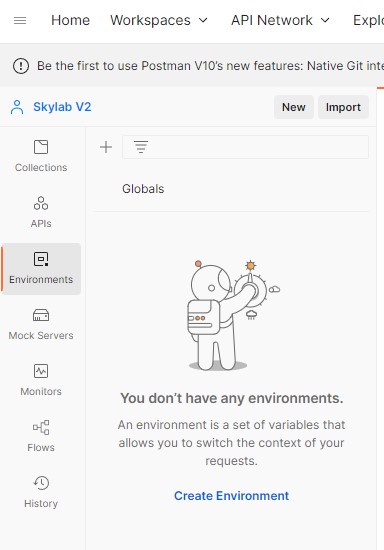 Home Workspaces API Network Explo
Be the first to use Postman V10's new features: Native Git inte
Skylab V2 New Import
Collections
APIs
Environments
Mock Servers
Monitors
Flows
History
Globals
You don't have any environments.
An environment is a set of variables that
allows you to switch the context of your
requests.
Create Environment